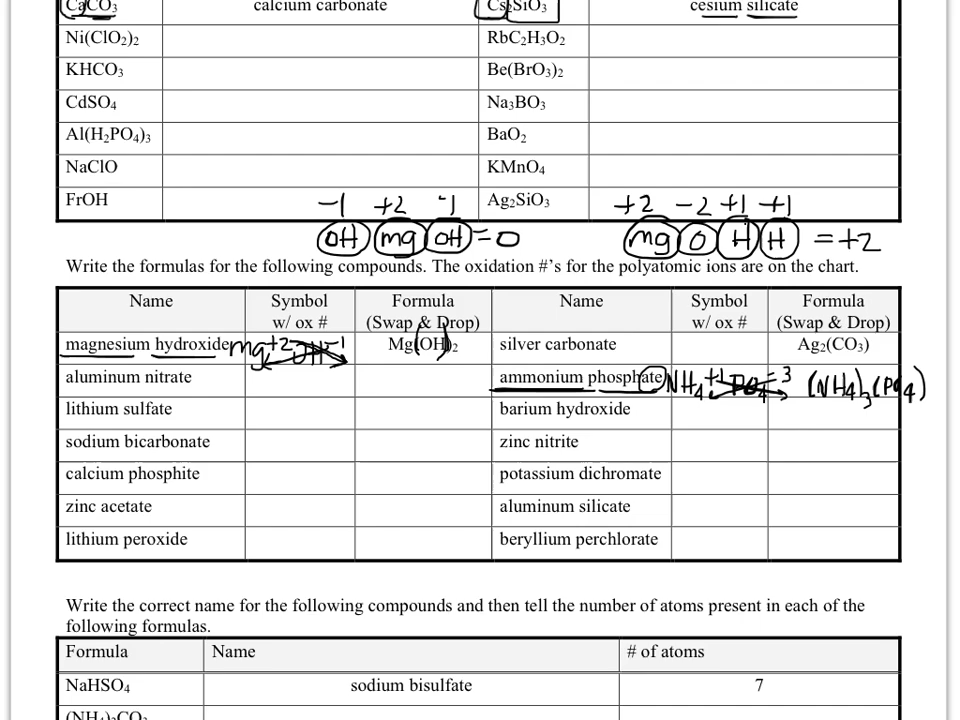 CaCO3 calcium carbonate Cs2SiO3 cesium silicate
Ni(ClO2)2 RbC2H3O2
KHCO3 Be(BrO3)2
CdSO4 Na3BO3
Al(H2PO4)3 BaO2
NaClO KMnO4
FrOH Ag2SiO3
-1 +2 -1 +2 -2 +1 +1
OH mg OH =0 mg O H H =+2
Write the formulas for the following compounds. The oxidation #'s for the polyatomic ions are on the chart.
Name Symbol w/ ox # Formula (Swap & Drop) Name Symbol w/ ox # Formula (Swap & Drop)
magnesium hydroxide mg+2 OH-1 Mg(OH)2 silver carbonate Ag2(CO3)
aluminum nitrate ammonium phosphate NH4+1 PO4-3 (NH4)3(PO4)
lithium sulfate barium hydroxide
sodium bicarbonate zinc nitrite
calcium phosphite potassium dichromate
zinc acetate aluminum silicate
lithium peroxide beryllium perchlorate
Write the correct name for the following compounds and then tell the number of atoms present in each of the
following formulas.
Formula Name # of atoms
NaHSO4 sodium bisulfate 7
(NH4)2CO3